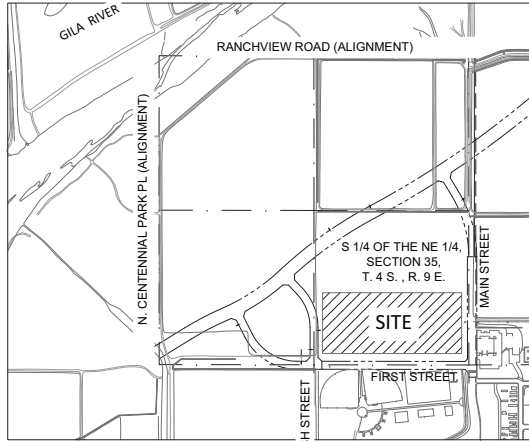 GILA RIVER
RANCHVIEW ROAD (ALIGNMENT)
N. CENTENNIAL PARK PL (ALIGNMENT)
S 1/4 OF THE NE 1/4,
SECTION 35,
T. 4 S. , R. 9 E.
MAIN STREET
SITE
FIRST STREET
H STREET